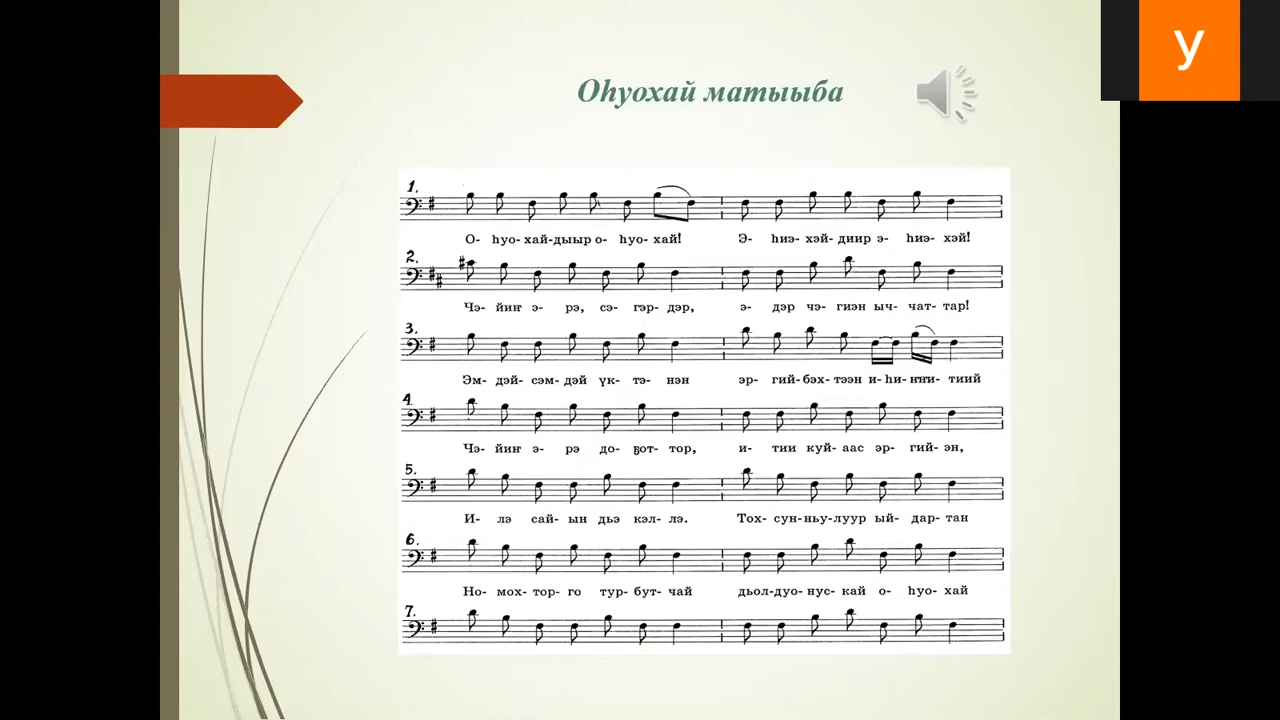 Оһуохай матыыба
У
1.
О- һуо- хай-дыыр о- һуо- хай! Э- һиэ- хэй- диир э- һиэ- хэй!
2.
Чэ- йиҥ э- рэ, сэ- гэр- дэр, э- дэр чэ- гиэн ыч- чат- тар!
3.
Эм- дэй- сэм- дэй үк- тэ- нэн эр- гий- бэх- тээн и- һи- тиий
4.
Чэ- йиҥ э- рэ до- ҕот- тор, и- тии куй- аас эр- гий- эн,
5.
И- лэ сай- ын дьэ кэл- лэ. Тох- сун-ньу-луур ый- дар- тан
6.
Но- мох- тор- го тур- бут- чай дьол-дуо- нус- кай о- һуо- хай
7.